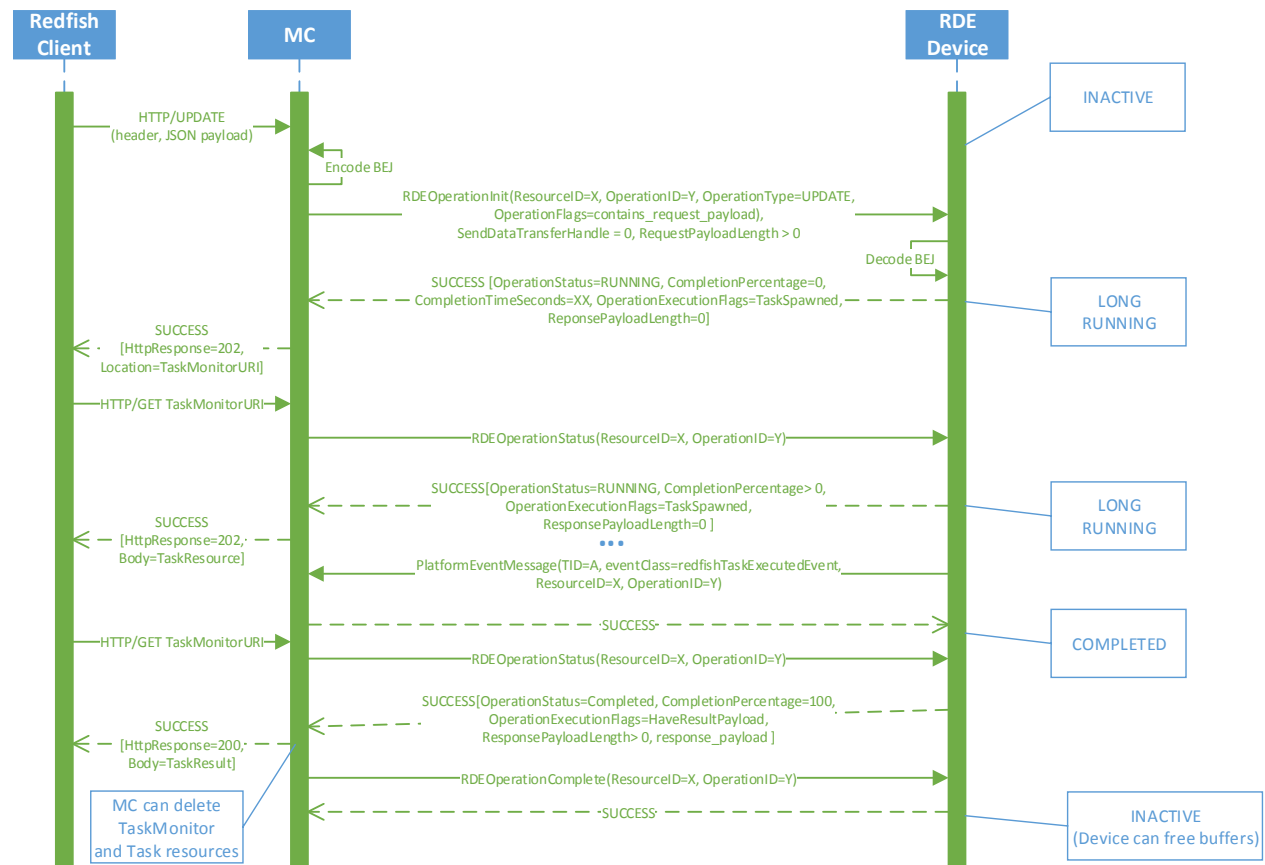 Redfish
Client
MC
RDE
Device
INACTIVE
HTTP/UPDATE
(header, JSON payload)
Encode BEJ
RDEOperationInit(ResourceID=X, OperationID=Y, OperationType=UPDATE,
OperationFlags=contains_request_payload),
SendDataTransferHandle = 0, RequestPayloadLength > 0
Decode BEJ
SUCCESS [OperationStatus=RUNNING, CompletionPercentage=0,
CompletionTimeSeconds=XX, OperationExecutionFlags=TaskSpawned,
ReponsePayloadLength=0]
LONG
RUNNING
SUCCESS
[HttpResponse=202,
Location=TaskMonitorURI]
HTTP/GET TaskMonitorURI
RDEOperationStatus(ResourceID=X, OperationID=Y)
SUCCESS[OperationStatus=RUNNING, CompletionPercentage> 0,
OperationExecutionFlags=TaskSpawned,
ResponsePayloadLength=0 ]
LONG
RUNNING
SUCCESS
[HttpResponse=202,
Body=TaskResource]
...
PlatformEventMessage(TID=A, eventClass=redfishTaskExecutedEvent,
ResourceID=X, OperationID=Y)
SUCCESS
HTTP/GET TaskMonitorURI
COMPLETED
RDEOperationStatus(ResourceID=X, OperationID=Y)
SUCCESS[OperationStatus=Completed, CompletionPercentage=100,
OperationExecutionFlags=HaveResultPayload,
ResponsePayloadLength> 0, response_payload ]
SUCCESS
[HttpResponse=200,
Body=TaskResult]
RDEOperationComplete(ResourceID=X, OperationID=Y)
MC can delete
TaskMonitor
and Task resources
SUCCESS
INACTIVE
(Device can free buffers)